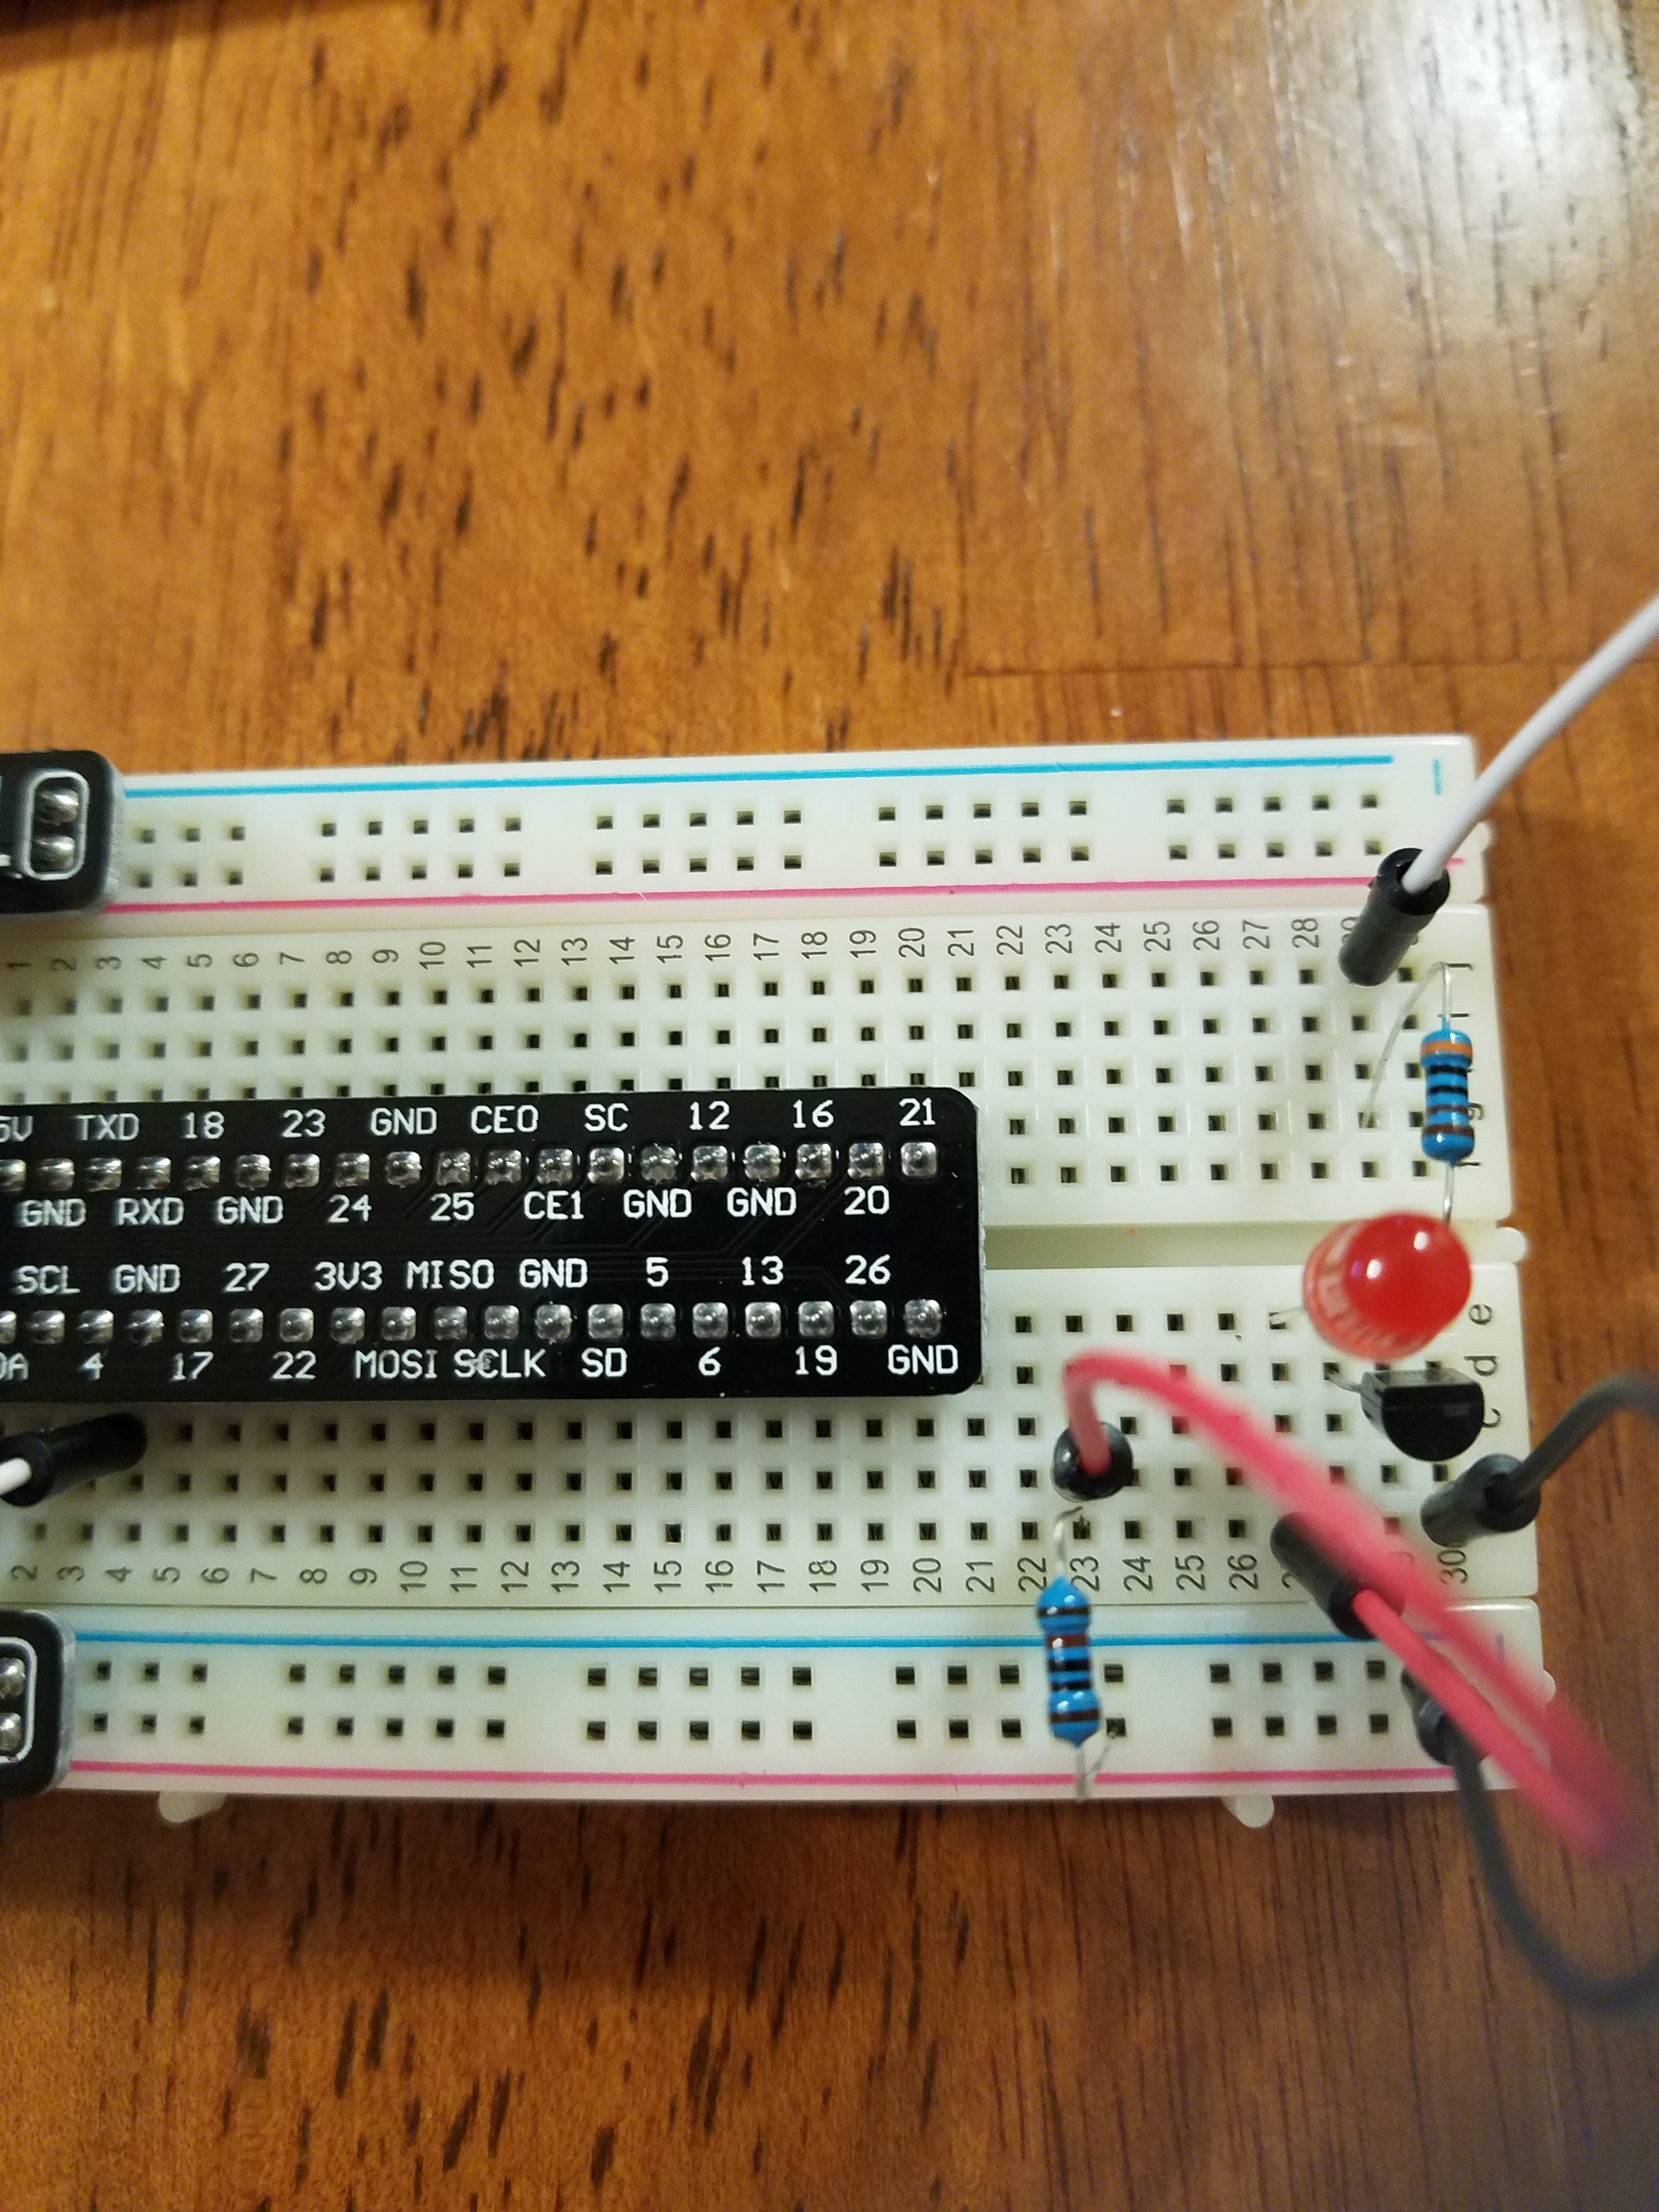 1 2 3 4 5 6 7 8 9 10 11 12 13 14 15 16 17 18 19 20 21 22 23 24 25 26 27 28
j
i
g
5V TXD 18 23 GND CE0 SC 12 16 21
GND RXD GND 24 25 CE1 GND GND 20
SCL GND 27 3V3 MISO GND 5 13 26
4 17 22 MOSI SCLK SD 6 19 GND
e
d
c
2 3 4 5 6 7 8 9 10 11 12 13 14 15 16 17 18 19 20 21 22 23 24 25 26 30